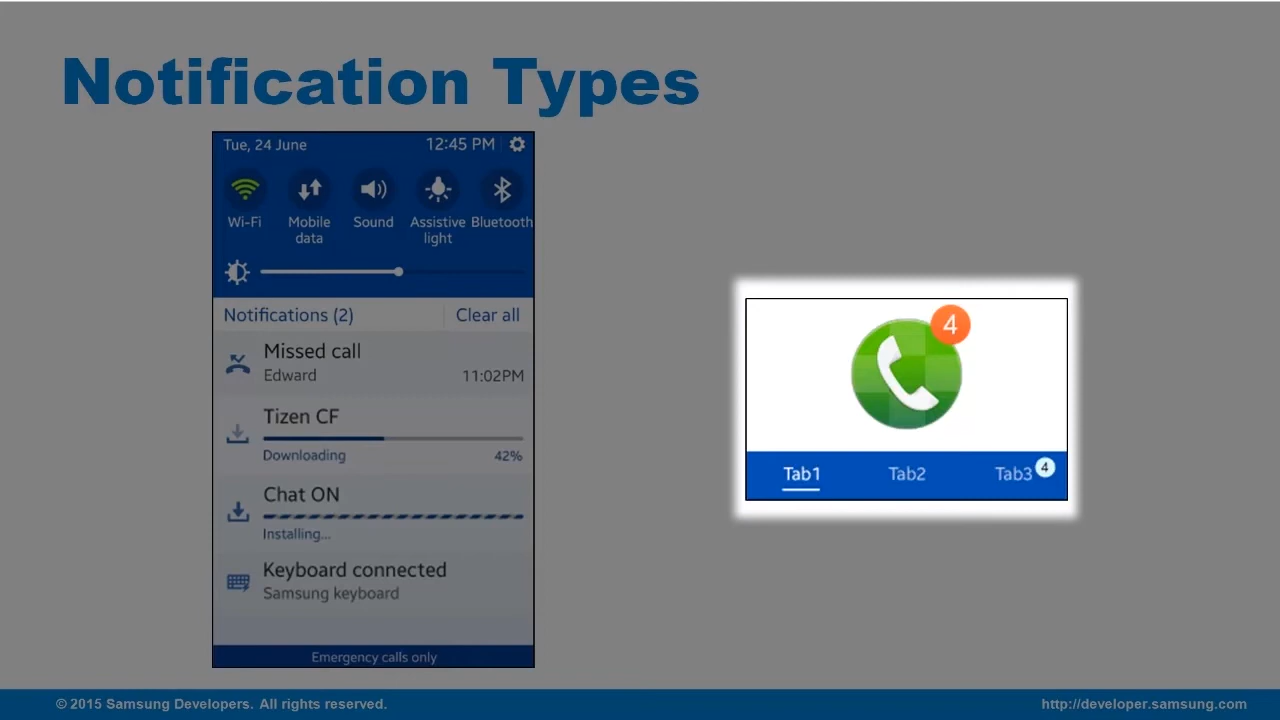 Notification Types
Tue, 24 June 12:45 PM
Wi-Fi Mobile data Sound Assistive light Bluetooth
Notifications (2) Clear all
Missed call
Edward 11:02PM
Tizen CF
Downloading 42%
Chat ON
Installing...
Keyboard connected
Samsung keyboard
Emergency calls only
4
Tab1 Tab2 Tab3 4
© 2015 Samsung Developers. All rights reserved. http://developer.samsung.com